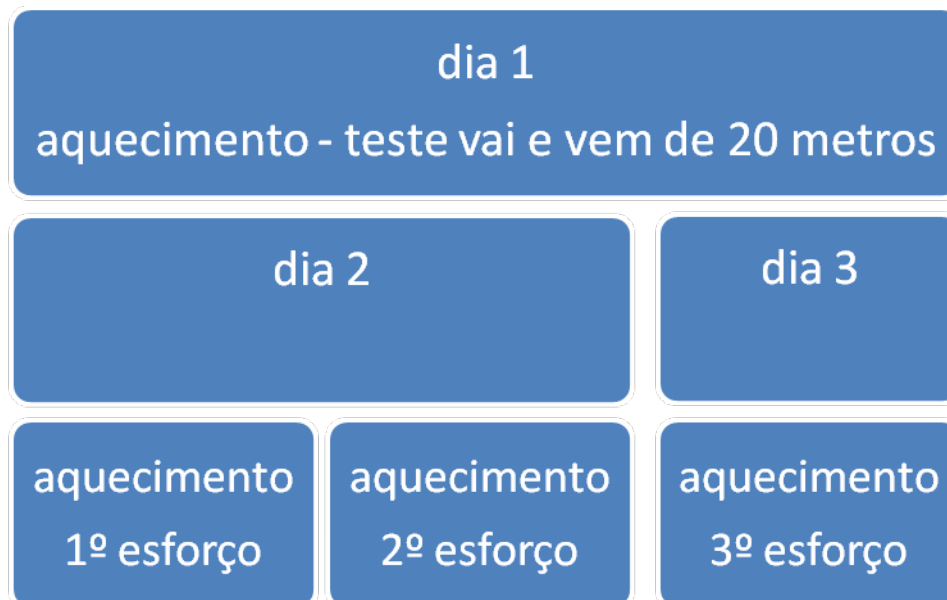 dia 1
aquecimento - teste vai e vem de 20 metros
dia 2
dia 3
aquecimento
1º esforço
aquecimento
2º esforço
aquecimento
3º esforço